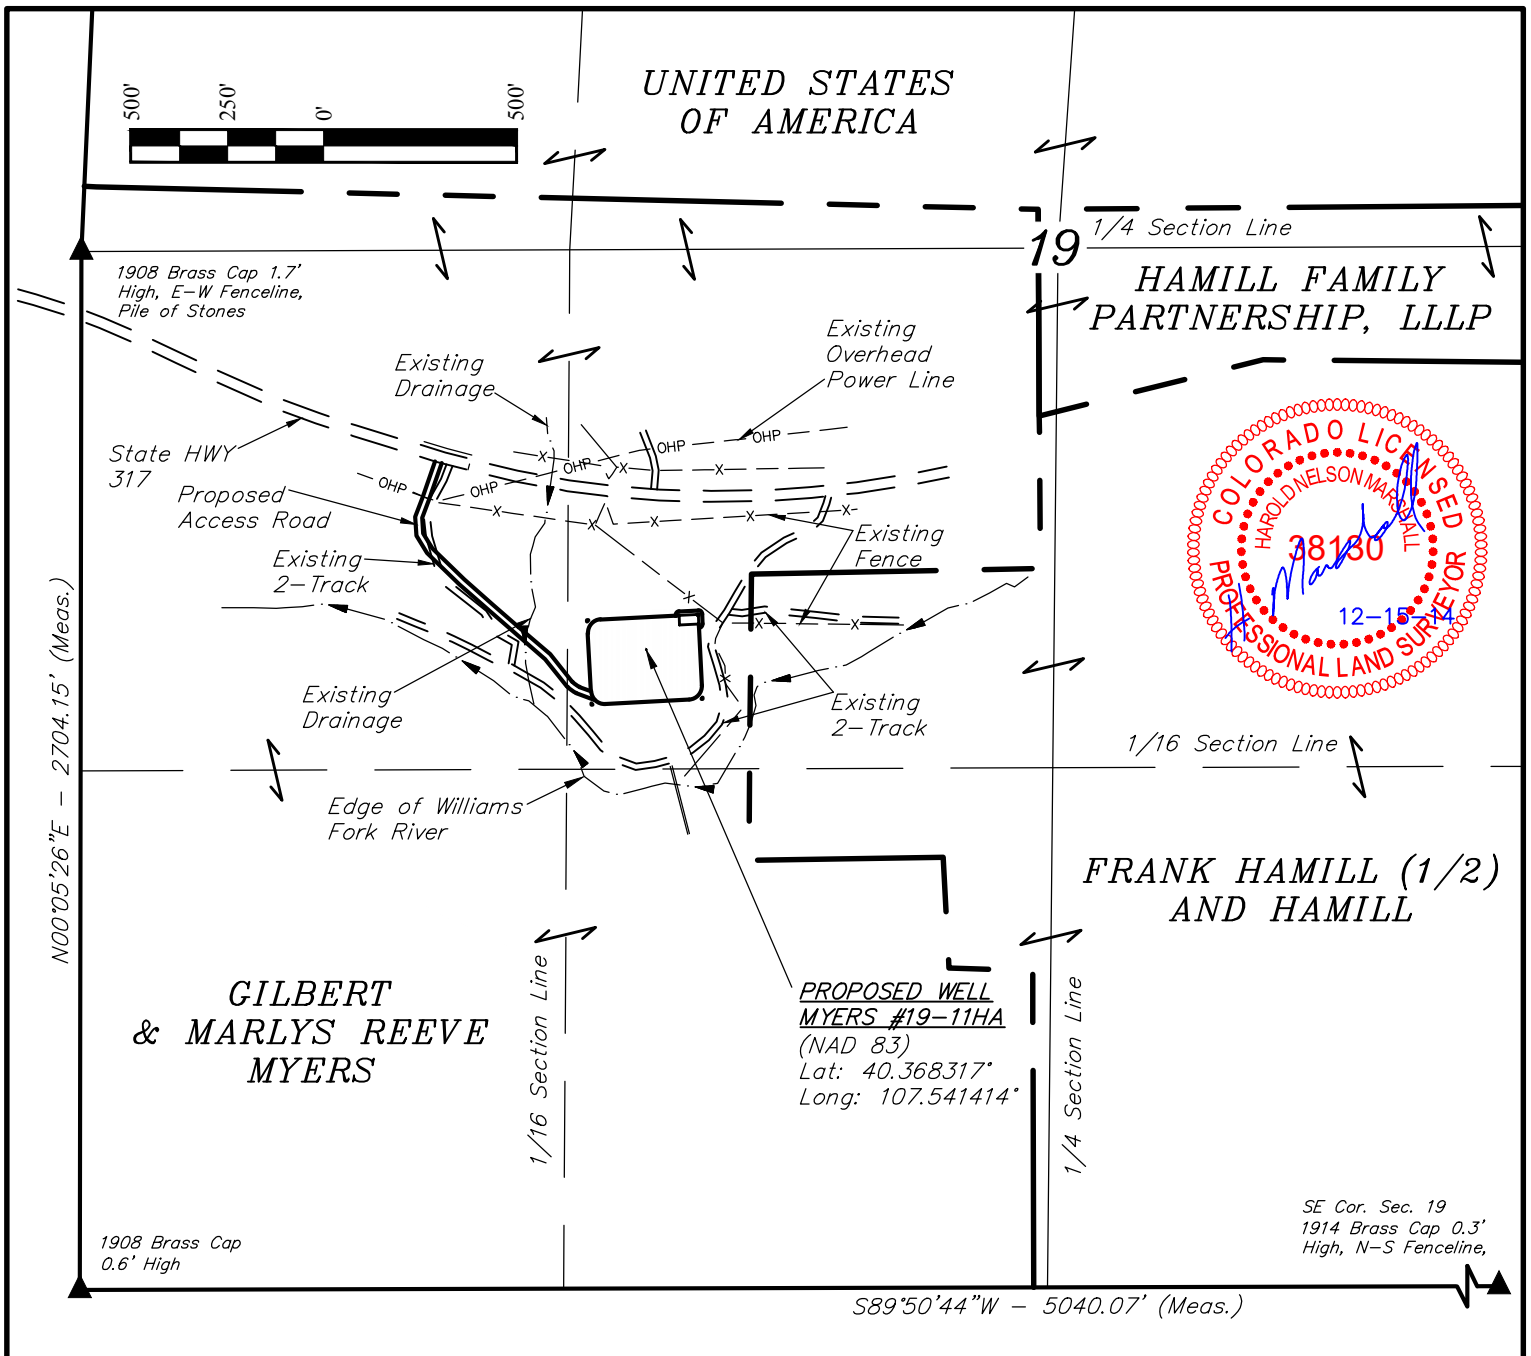 500'
250'
0'
500'
UNITED STATES
OF AMERICA
19
1/4 Section Line
1908 Brass Cap 1.7'
High, E-W Fenceline,
Pile of Stones
HAMILL FAMILY
PARTNERSHIP, LLLP
Existing
Overhead
Power Line
Existing
Drainage
State HWY
317
OHP
OHP
OHP
OHP
OHP
Proposed
Access Road
Existing
2-Track
Existing
Fence
COLORADO LICENSED
PROFESSIONAL LAND SURVEYOR
HAROLD NELSON MARSHALL
38130
12-15-14
Existing
Drainage
Existing
2-Track
1/16 Section Line
Edge of Williams
Fork River
N00°05'26"E - 2704.15' (Meas.)
FRANK HAMILL (1/2)
AND HAMILL
GILBERT
& MARLYS REEVE
MYERS
1/16 Section Line
PROPOSED WELL
MYERS #19-11HA
(NAD 83)
Lat: 40.368317°
Long: 107.541414°
1/4 Section Line
1908 Brass Cap
0.6' High
SE Cor. Sec. 19
1914 Brass Cap 0.3'
High, N-S Fenceline,
S89°50'44"W - 5040.07' (Meas.)